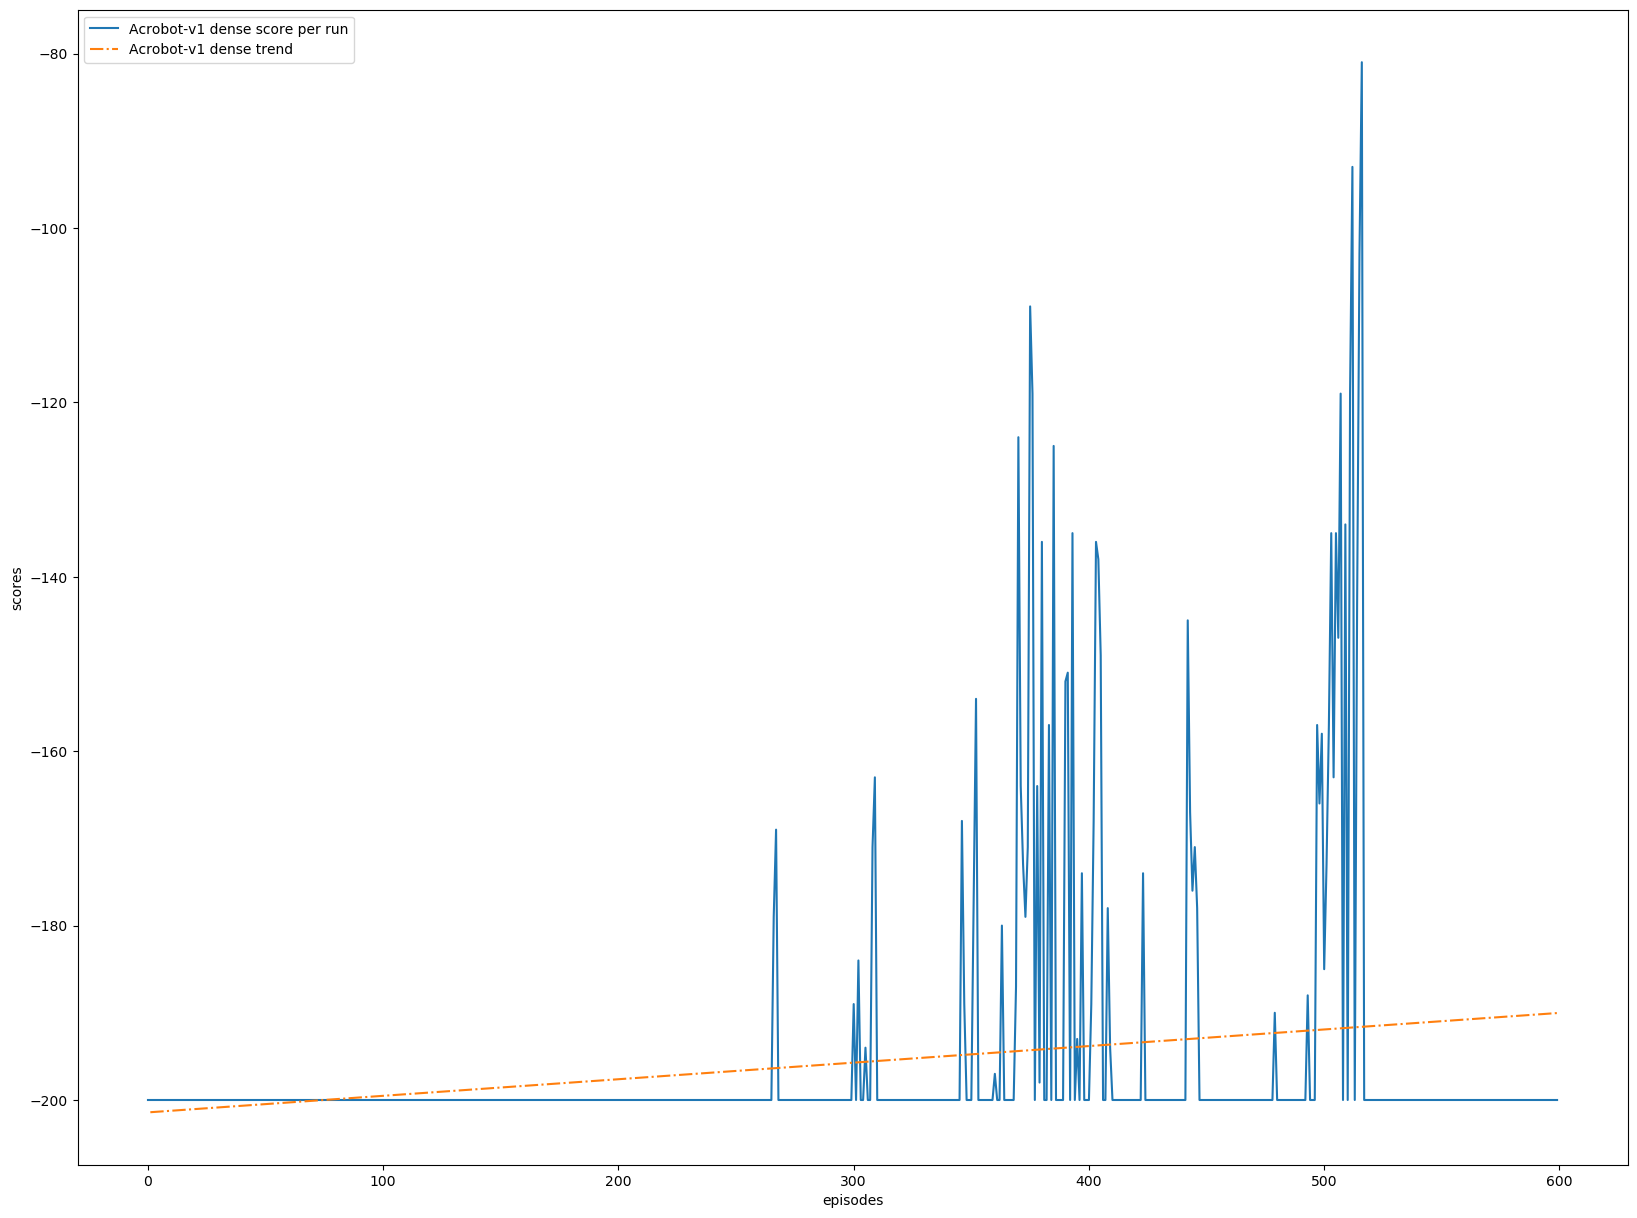 Acrobot-v1 dense score per run
Acrobot-v1 dense trend
−80
−100
−120
−140
−160
−180
−200
scores
0 100 200 300 400 500 600
episodes